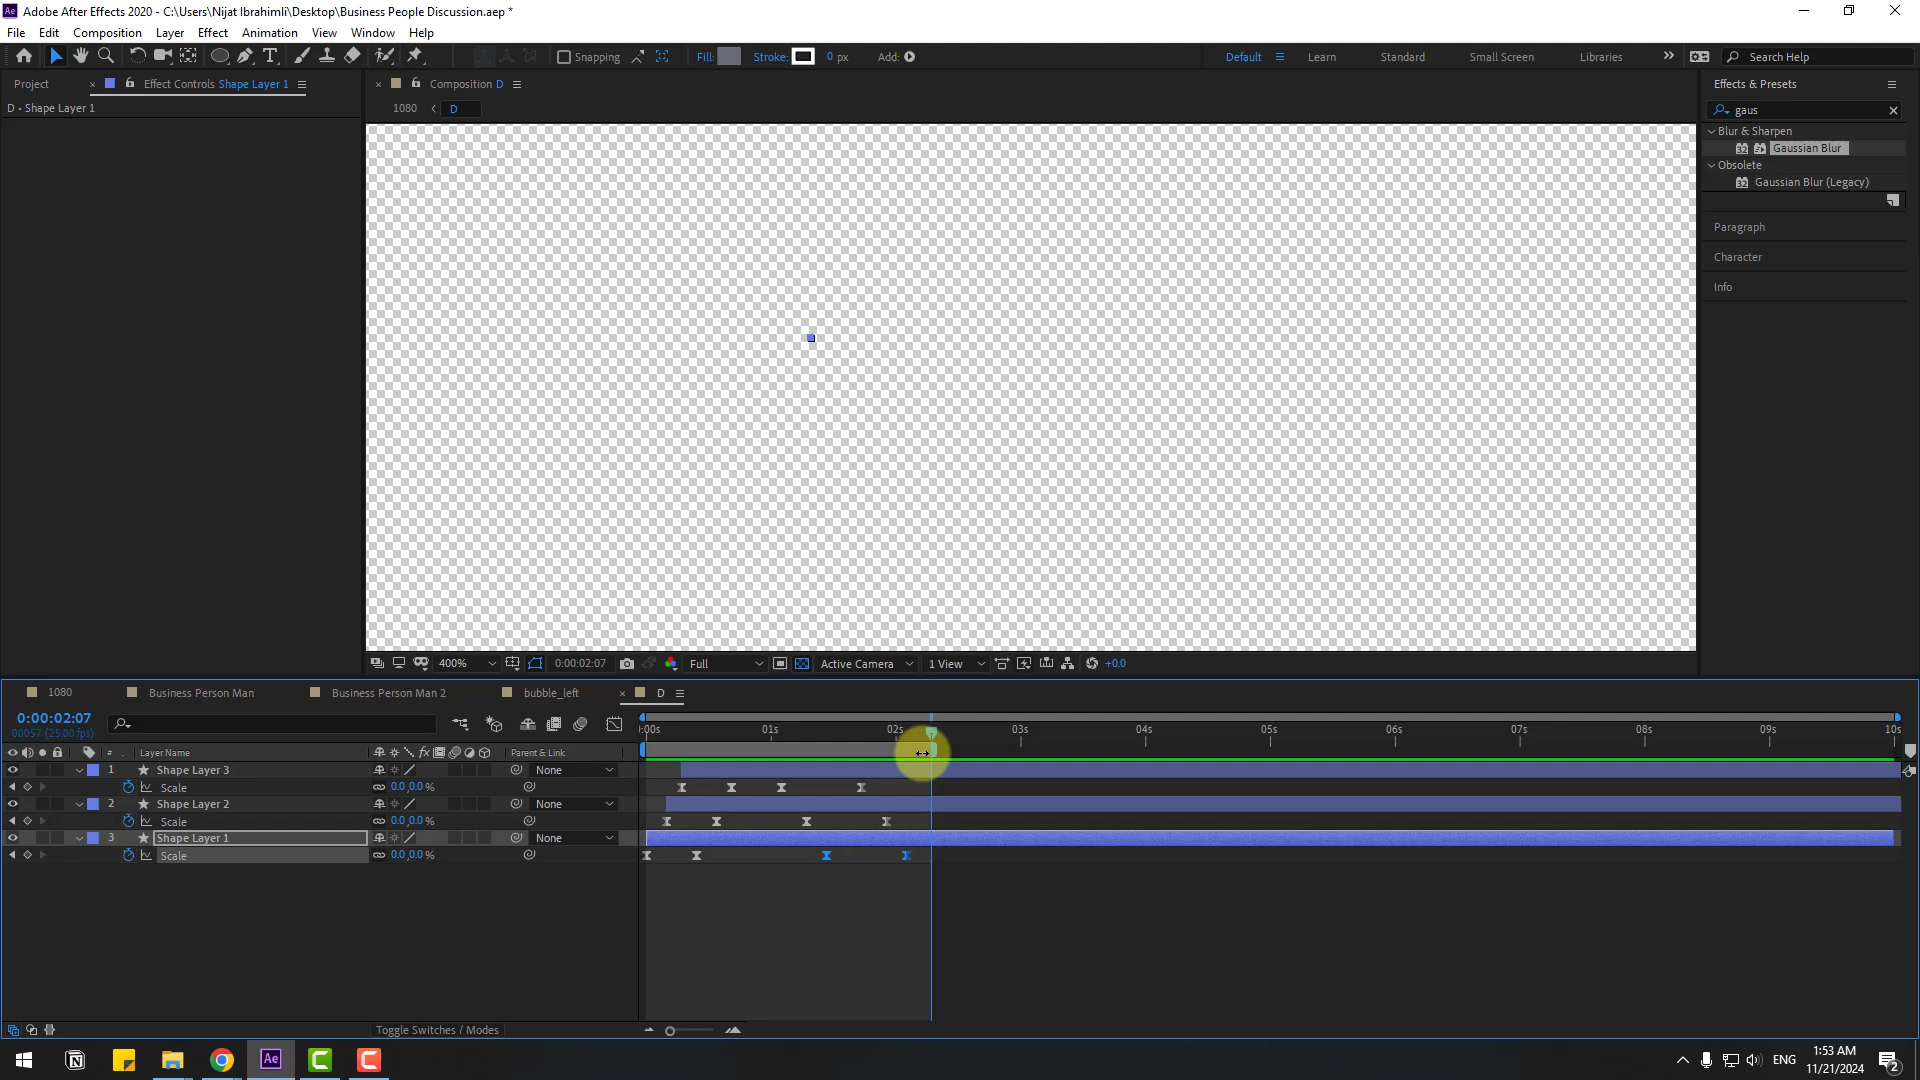 Adobe After Effects 2020 - C:\Users\Nijat Ibrahimli\Desktop\Business People Discussion.aep *
File Edit Composition Layer Effect Animation View Window Help
Snapping Fill: Stroke: 0 px Add: Default Learn Standard Small Screen Libraries Search Help
Project Effect Controls Shape Layer 1 Composition D Effects & Presets
D • Shape Layer 1 1080 D gaus
Blur & Sharpen
Gaussian Blur
Obsolete
Gaussian Blur (Legacy)
Paragraph
Character
Info
400% 0:00:02:07 Full Active Camera 1 View +0.0
1080 Business Person Man Business Person Man 2 bubble_left D
0:00:02:07
00057 (25.00 fps)
:00s 01s 02s 03s 04s 05s 06s 07s 08s 09s 10s
# Layer Name Parent & Link
1 Shape Layer 3 None
Scale 0.0,0.0%
2 Shape Layer 2 None
Scale 0.0,0.0%
3 Shape Layer 1 None
Scale 0.0,0.0%
Toggle Switches / Modes
ENG 1:53 AM
11/21/2024
2